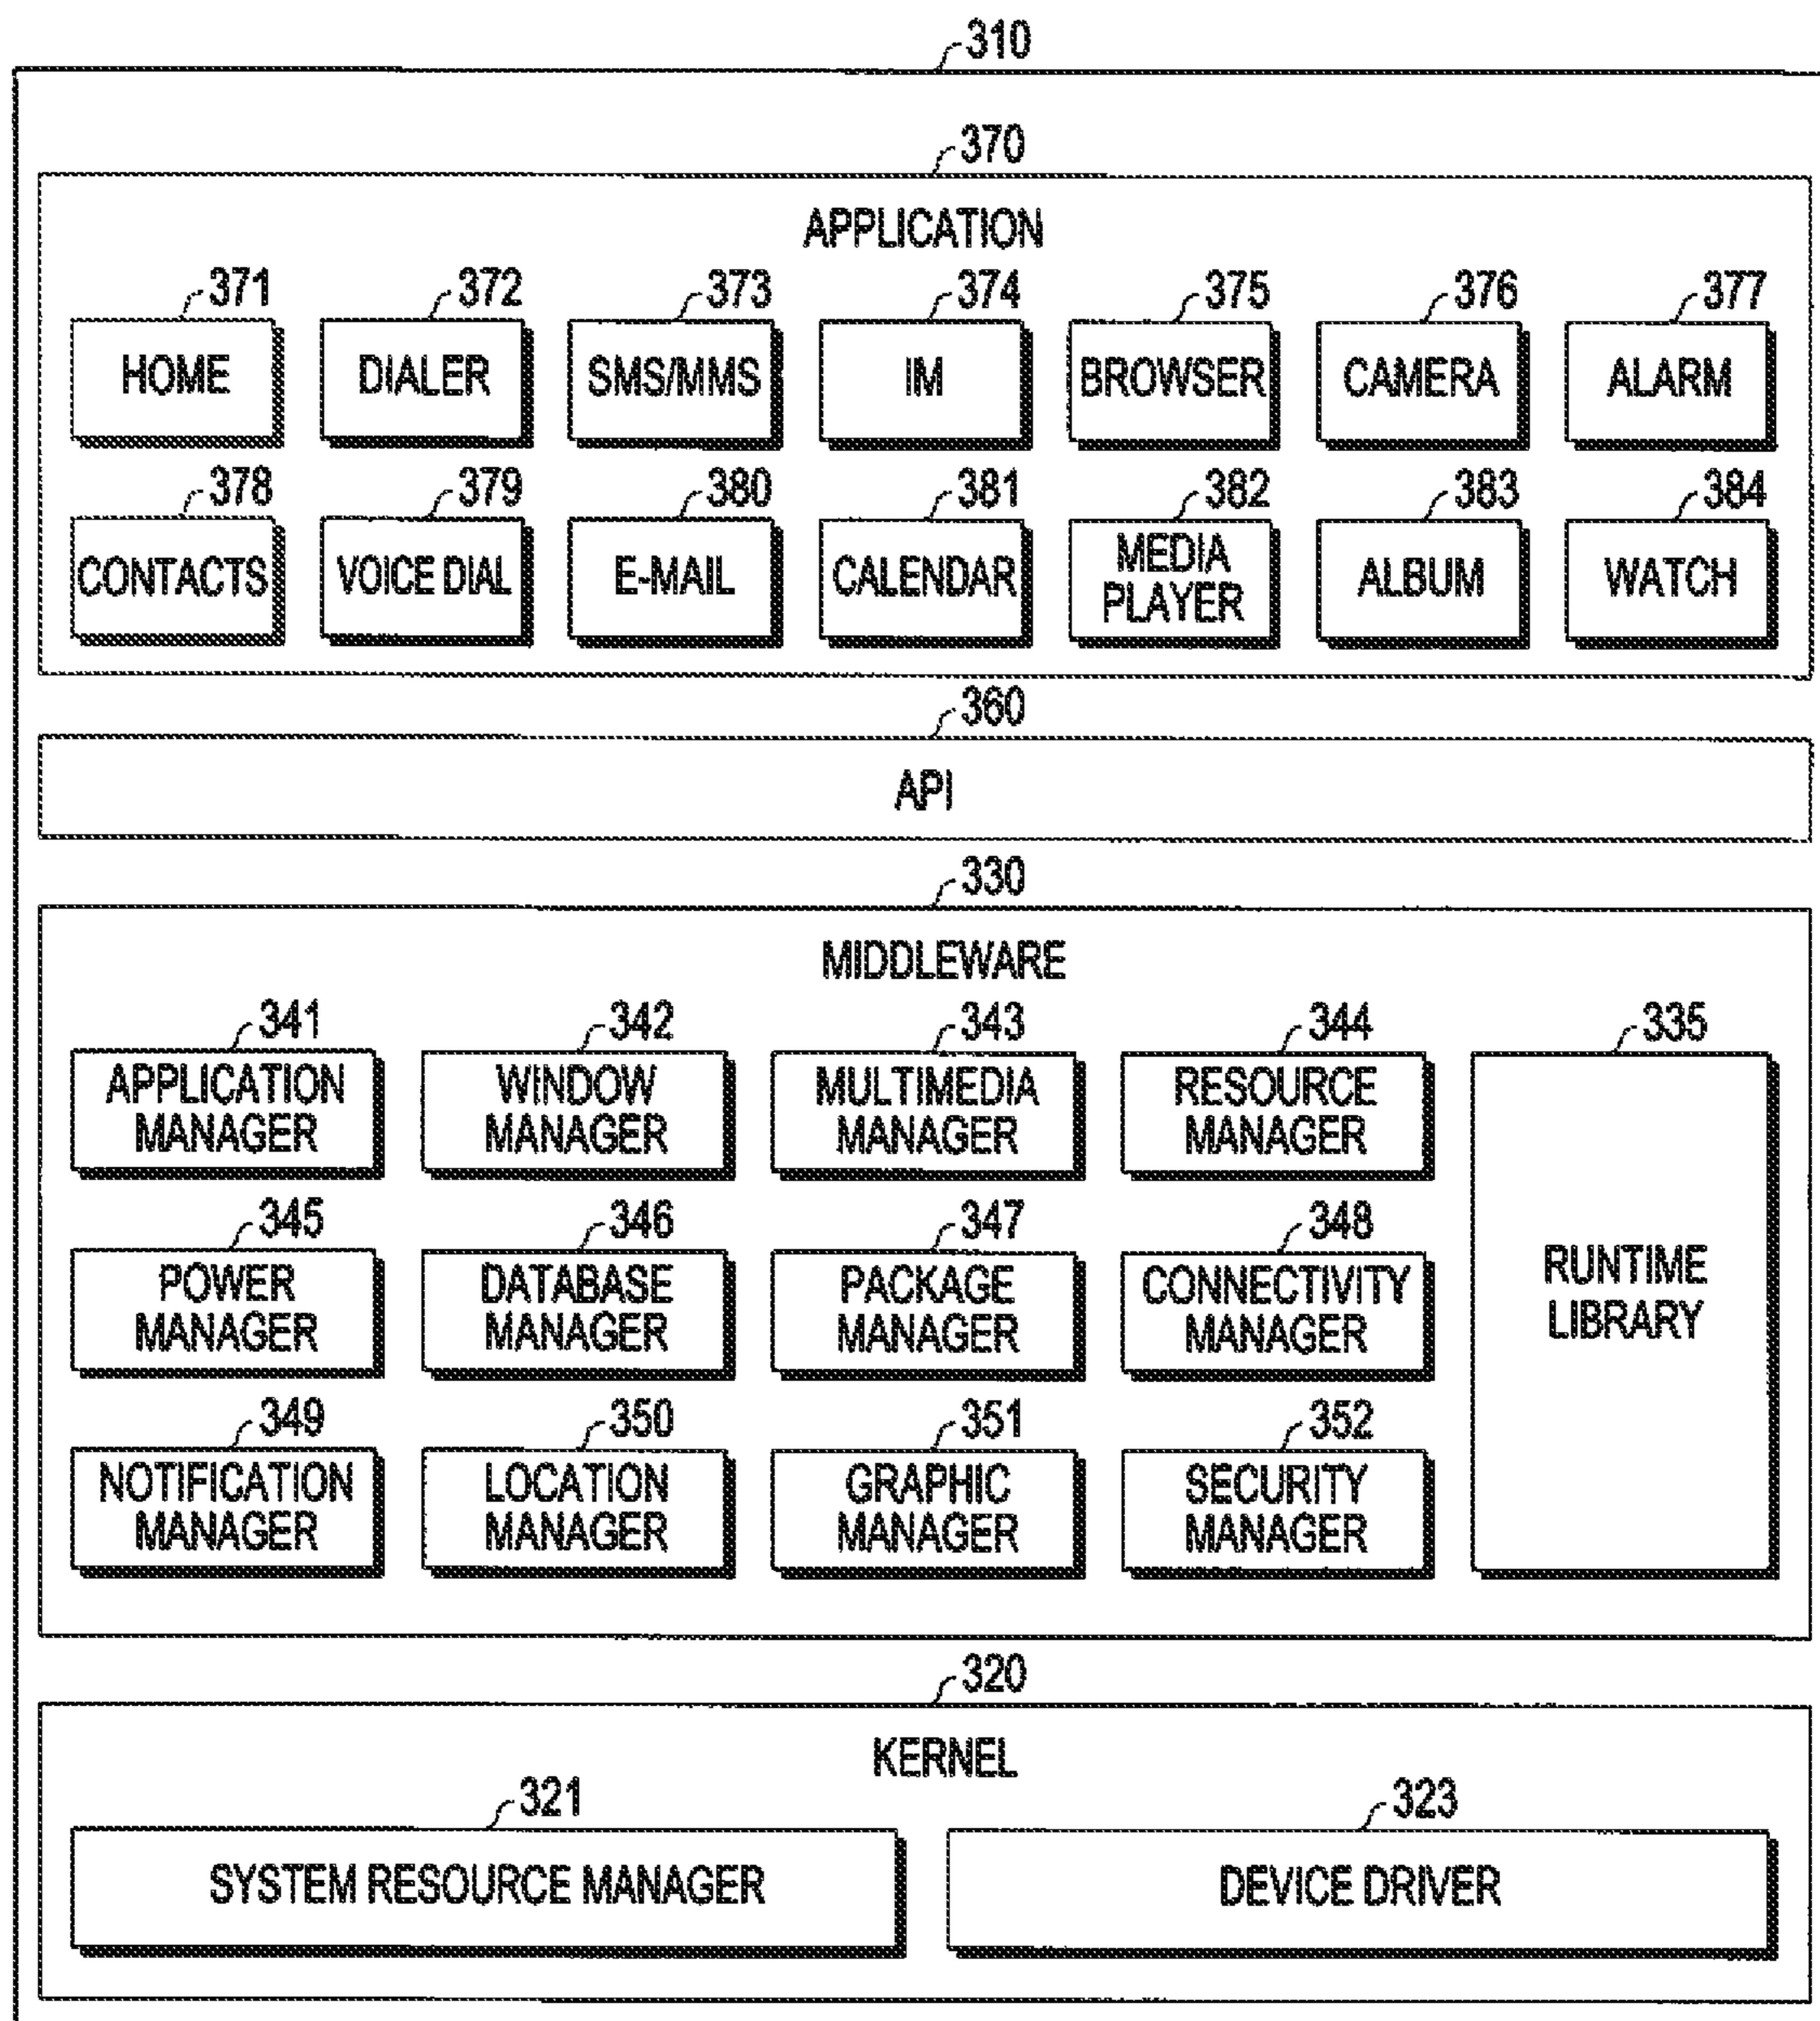 310
370
APPLICATION
371 372 373 374 375 376 377
HOME DIALER SMS/MMS IM BROWSER CAMERA ALARM
378 379 380 381 382 383 384
CONTACTS VOICE DIAL E-MAIL CALENDAR MEDIA PLAYER ALBUM WATCH
360
API
330
MIDDLEWARE
341 342 343 344 335
APPLICATION MANAGER WINDOW MANAGER MULTIMEDIA MANAGER RESOURCE MANAGER
345 346 347 348
POWER MANAGER DATABASE MANAGER PACKAGE MANAGER CONNECTIVITY MANAGER RUNTIME LIBRARY
349 350 351 352
NOTIFICATION MANAGER LOCATION MANAGER GRAPHIC MANAGER SECURITY MANAGER
320
KERNEL
321 323
SYSTEM RESOURCE MANAGER DEVICE DRIVER